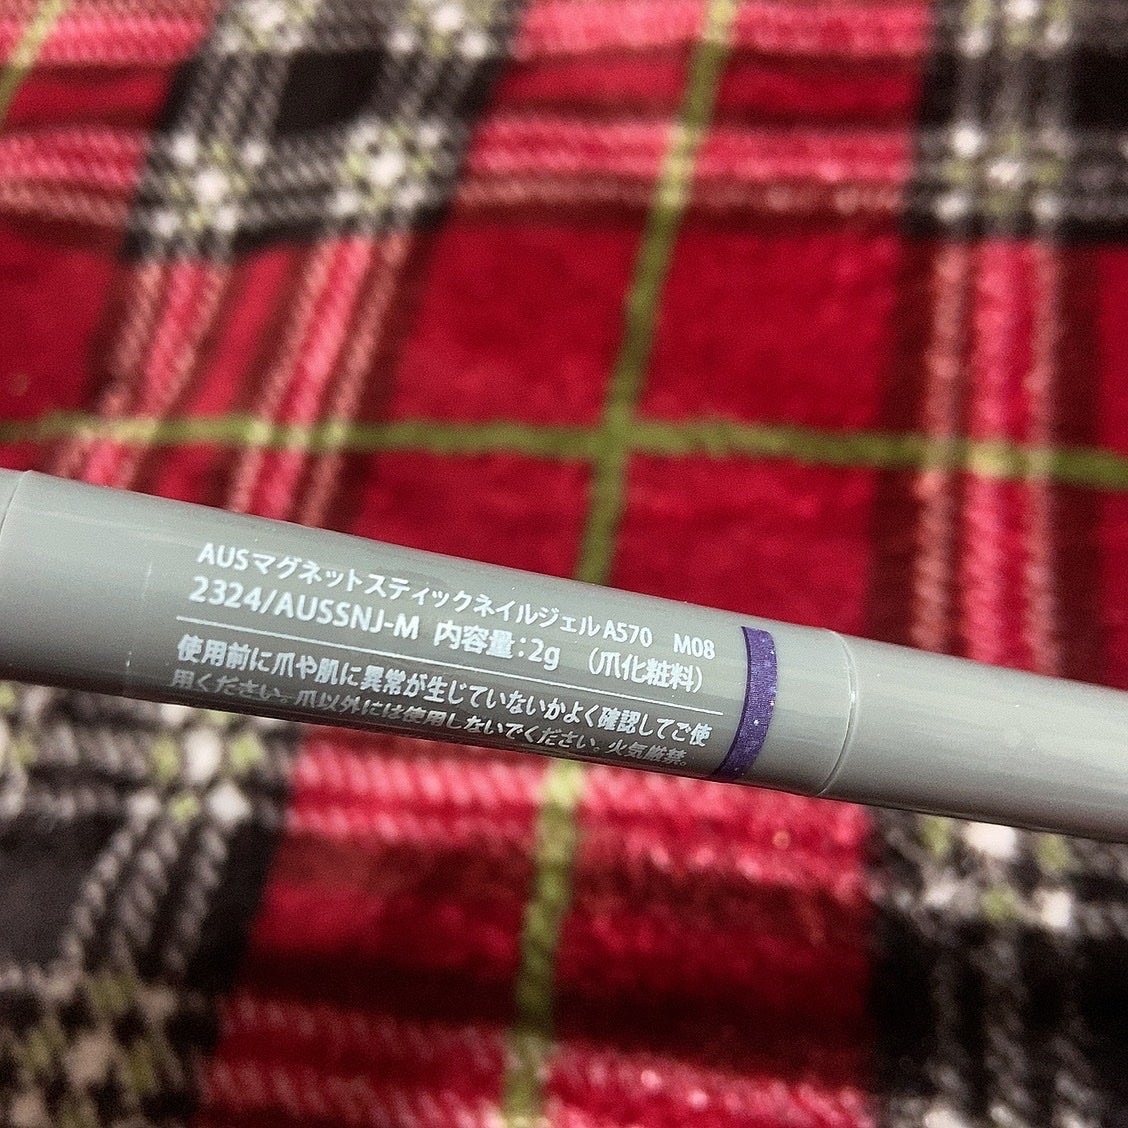 AUSマグネットスティックネイルジェル A570 M08
2324/AUSSNJ-M 内容量:2g （爪化粧料）
使用前に爪や肌に異常が生じていないかよく確認してご使
用ください。爪以外には使用しないでください。火気厳禁。